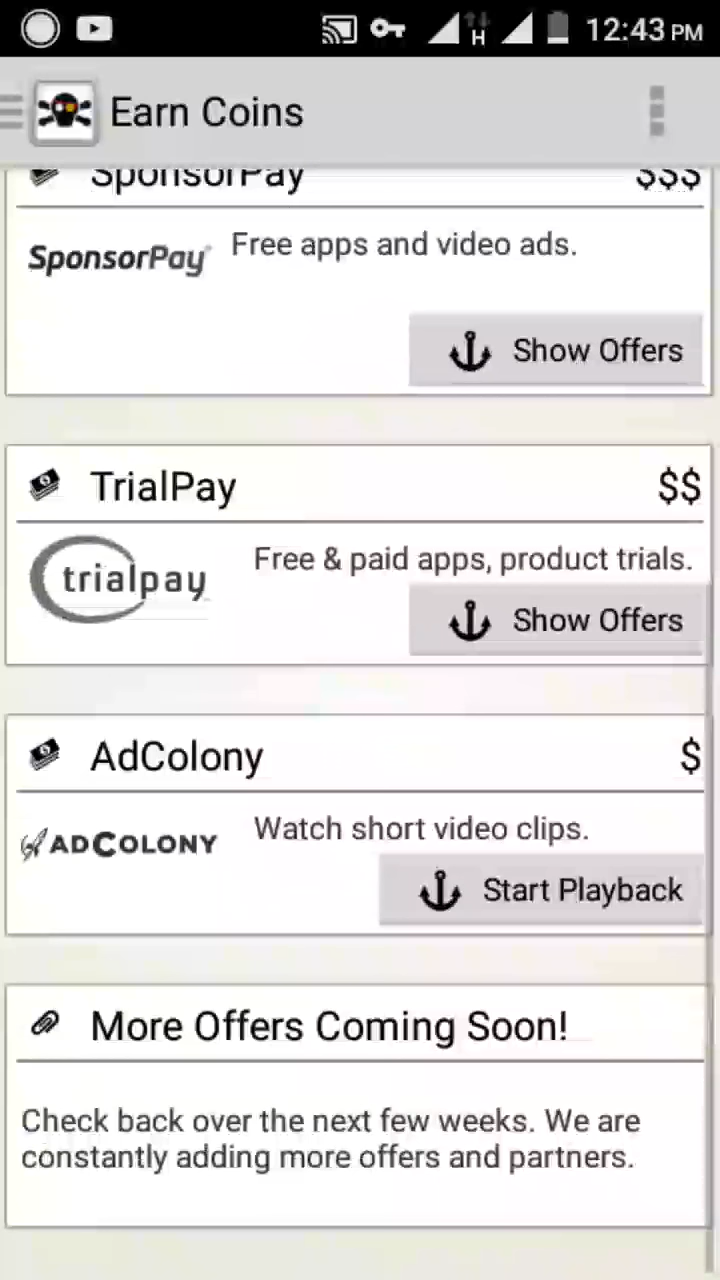 H 12:43 PM
Earn Coins
SponsorPay $$$
SponsorPay Free apps and video ads.
Show Offers
TrialPay $$
trialpay Free & paid apps, product trials.
Show Offers
AdColony $
ADCOLONY Watch short video clips.
Start Playback
More Offers Coming Soon!
Check back over the next few weeks. We are
constantly adding more offers and partners.